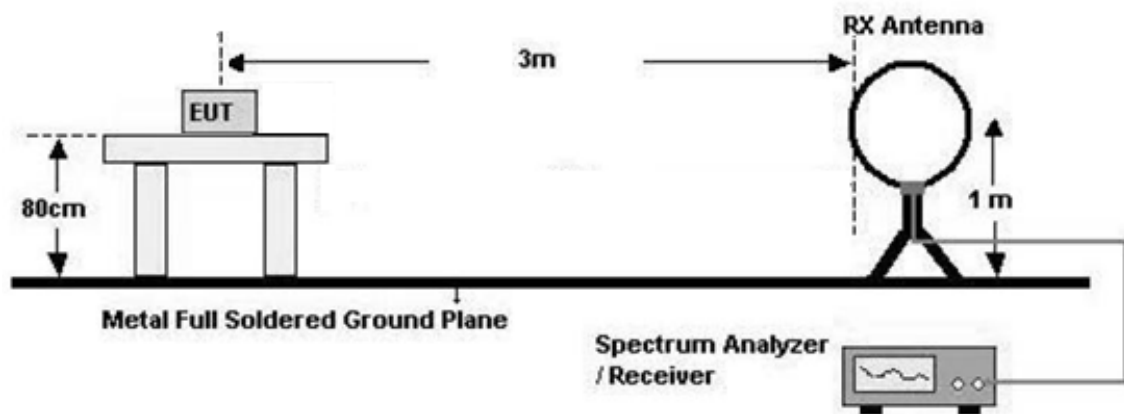 RX Antenna
3m
EUT
80cm
1 m
Metal Full Soldered Ground Plane
Spectrum Analyzer
/ Receiver